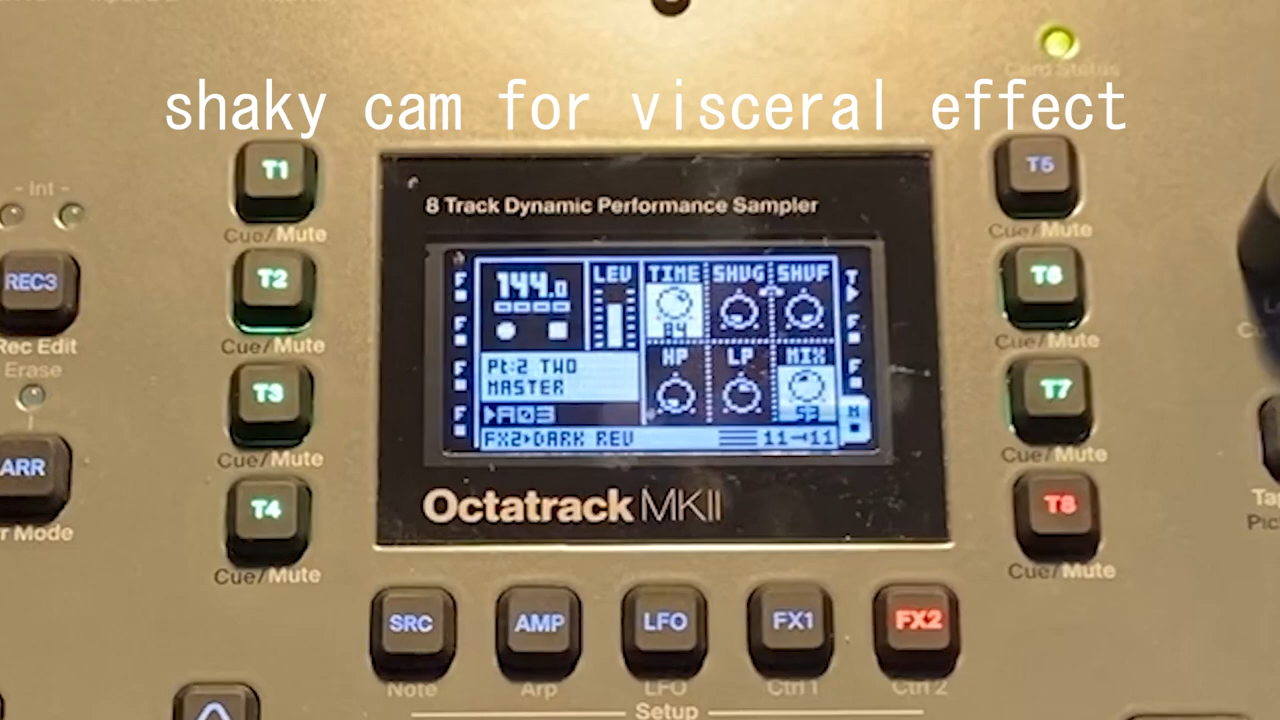 shaky cam for visceral effect
Card Status
T1
Cue/Mute
T2
Cue/Mute
T3
Cue/Mute
T4
Cue/Mute
- Int -
REC3
Rec Edit
Erase
ARR
r Mode
8 Track Dynamic Performance Sampler
144.0
LEV
TIME SHVG SHVF
84
HP LP MIX
53
Pt:2 TWO
MASTER
A03
FX2 DARK REV
11→11
F
F
F
F
T
F
F
M
Octatrack MKII
T5
Cue/Mute
T6
Cue/Mute
T7
Cue/Mute
T8
Cue/Mute
Ta
Pic
SRC AMP LFO FX1 FX2
Note Arp LFO Ctrl 1 Ctrl 2
Setup